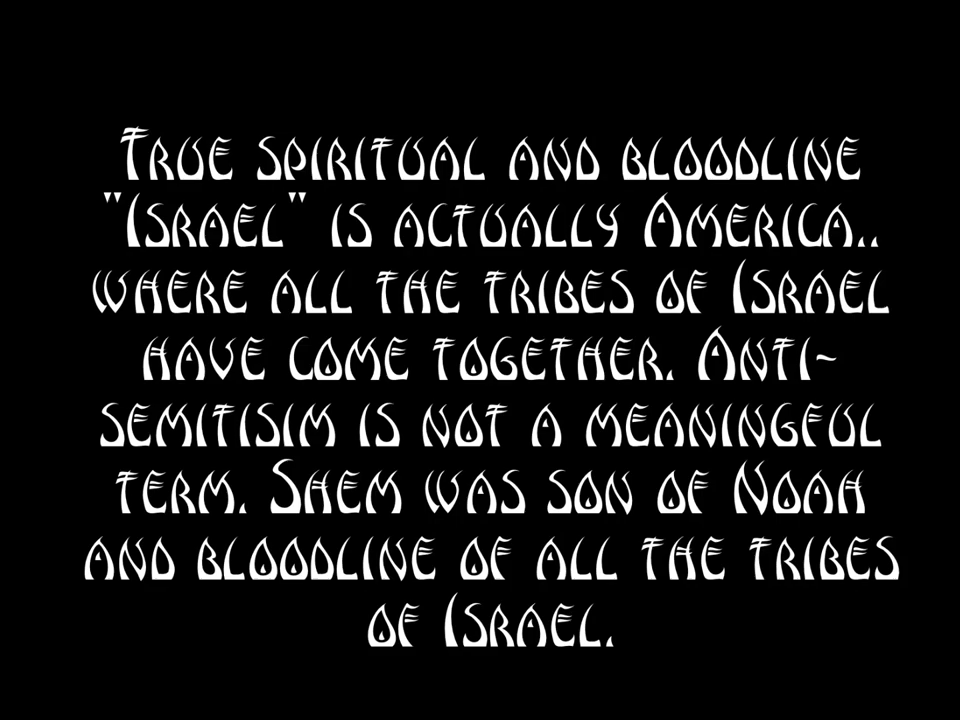 True spiritual and bloodline
"Israel" is actually America..
where all the tribes of Israel
have come together. Anti-
semitisim is not a meaningful
term. Shem was son of Noah
and bloodline of all the tribes
of Israel.